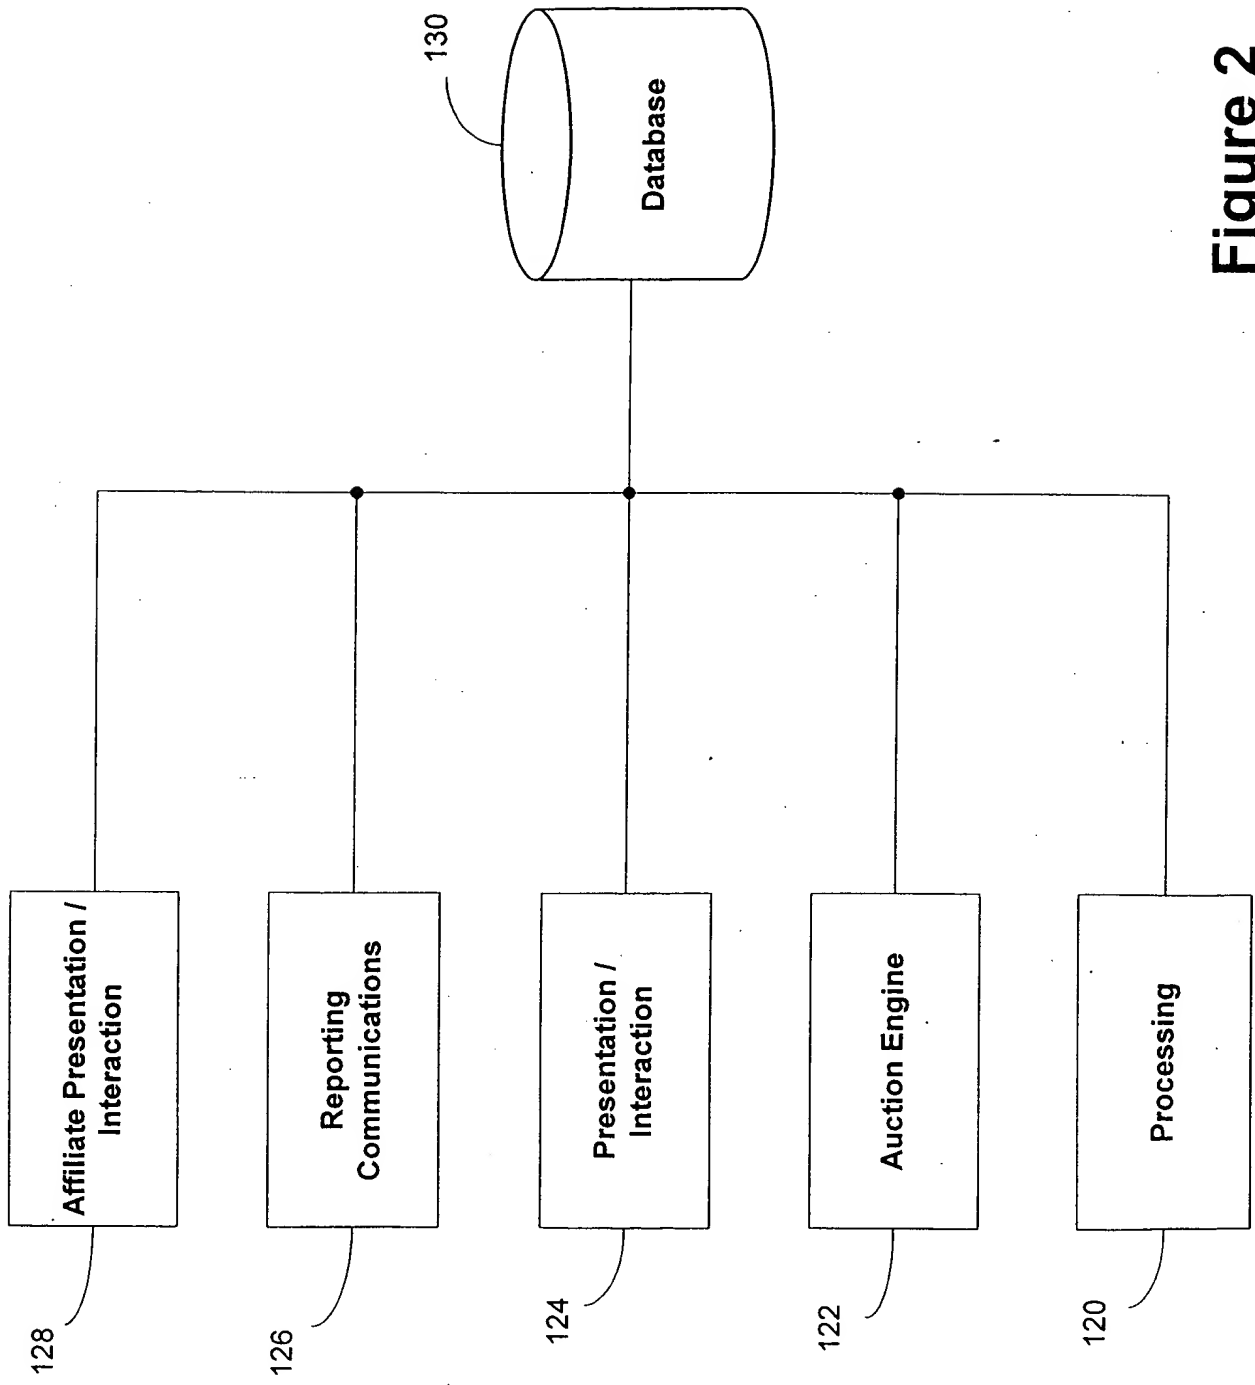 128
Affiliate Presentation /
Interaction
126
Reporting
Communications
124
Presentation /
Interaction
122
Auction Engine
120
Processing
130
Database
Figure 2